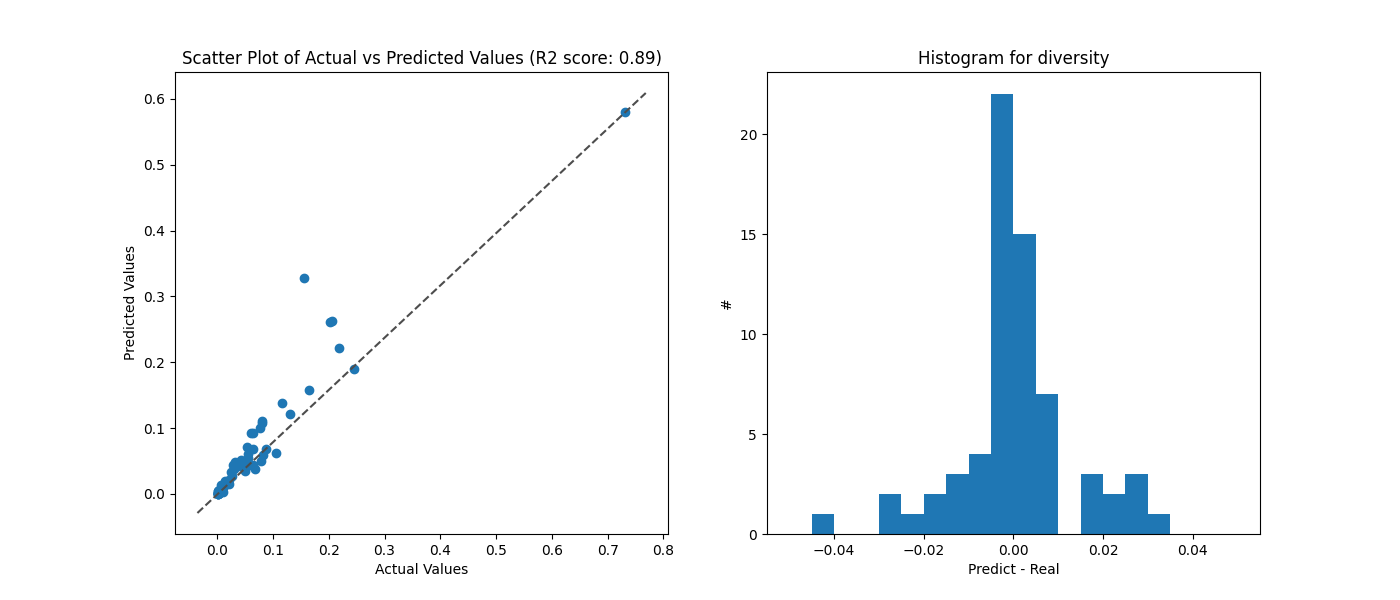 Scatter Plot of Actual vs Predicted Values (R2 score: 0.89)
Predicted Values
0.6
0.5
0.4
0.3
0.2
0.1
0.0
0.0 0.1 0.2 0.3 0.4 0.5 0.6 0.7 0.8
Actual Values
Histogram for diversity
#
20
15
10
5
0
−0.04 −0.02 0.00 0.02 0.04
Predict - Real